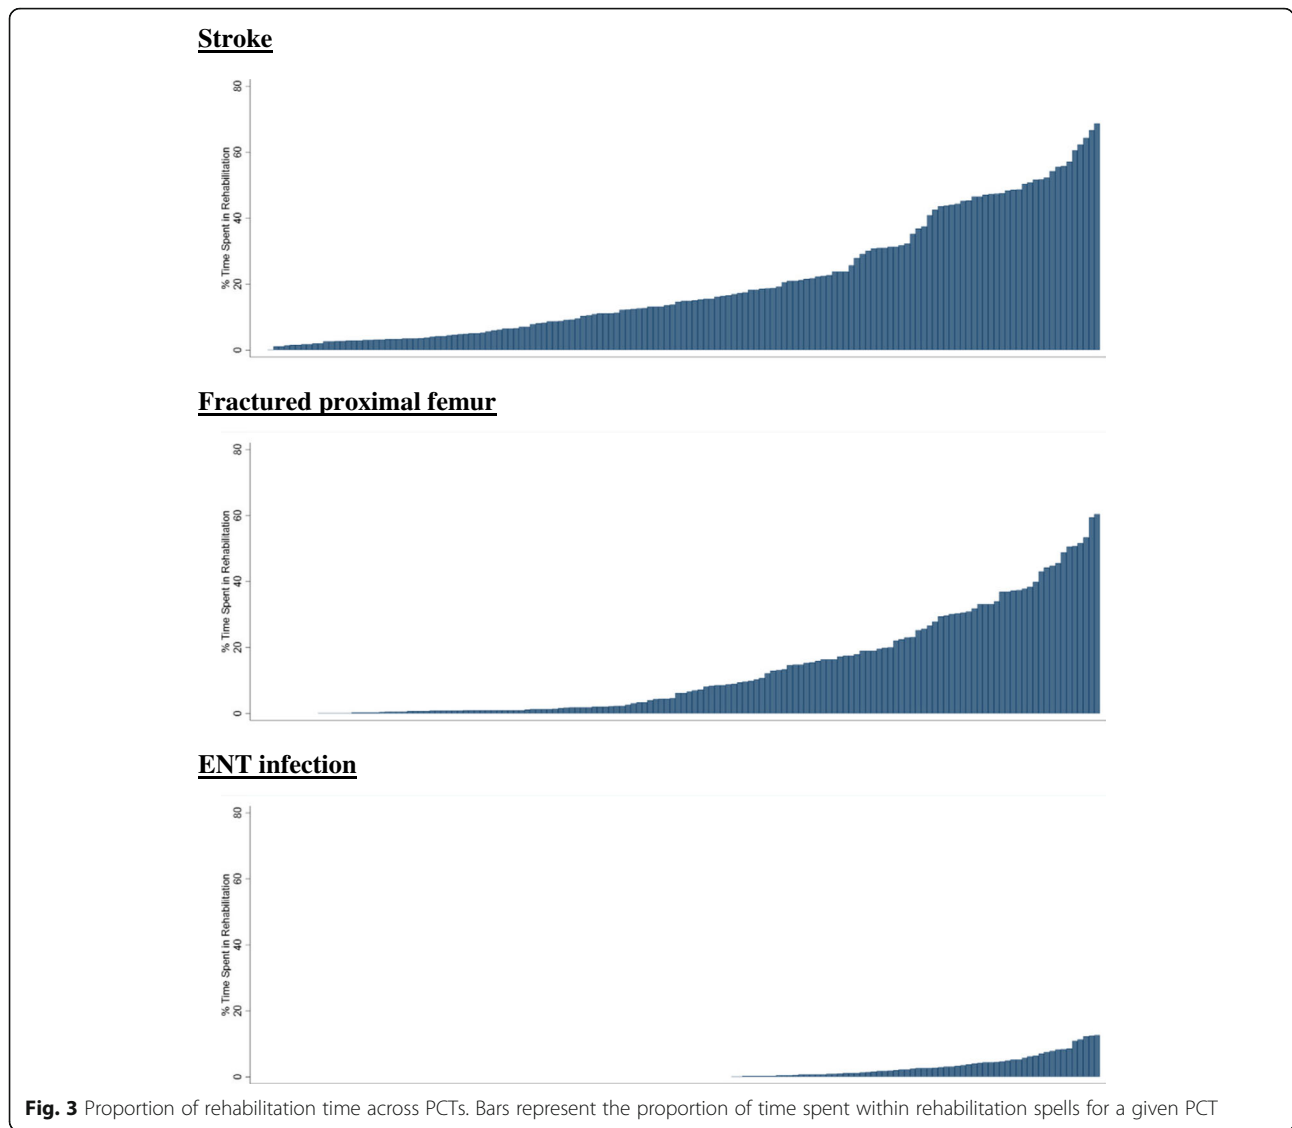 Stroke
80
60
40
20
0
% Time Spent in Rehabilitation
Fractured proximal femur
80
60
40
20
0
% Time Spent in Rehabilitation
ENT infection
80
60
40
20
0
% Time Spent in Rehabilitation
Fig. 3 Proportion of rehabilitation time across PCTs. Bars represent the proportion of time spent within rehabilitation spells for a given PCT